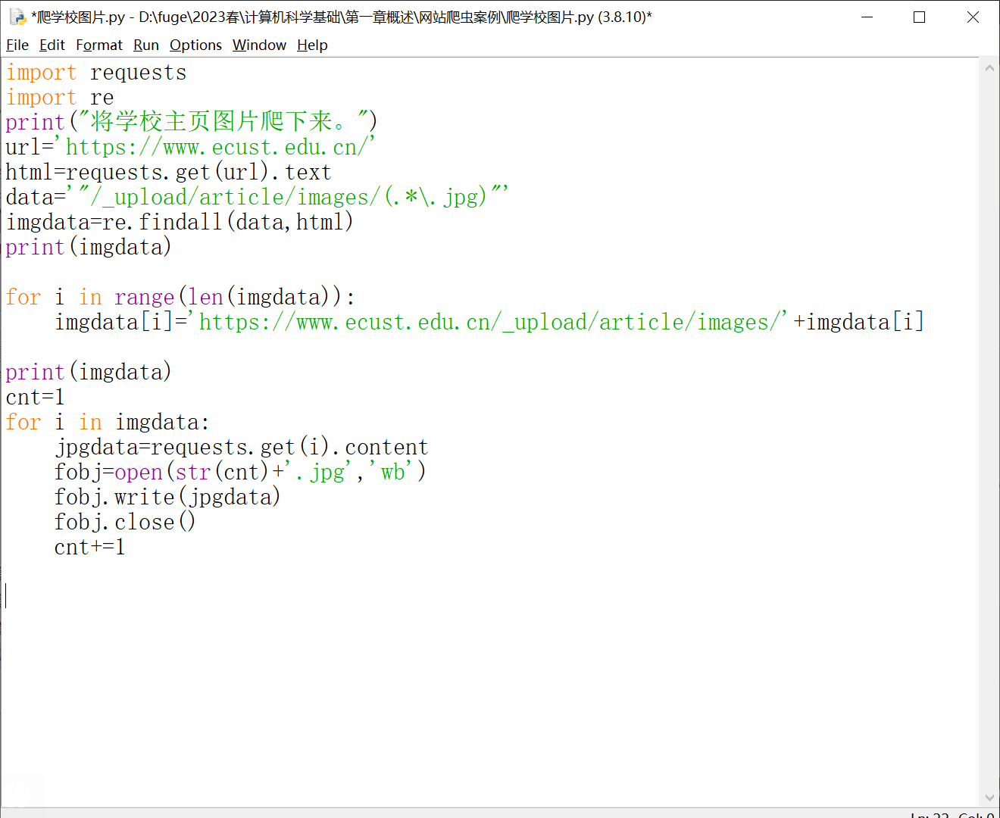 *爬学校图片.py - D:\fuge\2023春\计算机科学基础\第一章概述\网站爬虫案例\爬学校图片.py (3.8.10)*
File Edit Format Run Options Window Help
import requests
import re
print("将学校主页图片爬下来。")
url='https://www.ecust.edu.cn/'
html=requests.get(url).text
data='"/_upload/article/images/(.*\.jpg)"'
imgdata=re.findall(data,html)
print(imgdata)
for i in range(len(imgdata)):
    imgdata[i]='https://www.ecust.edu.cn/_upload/article/images/'+imgdata[i]
print(imgdata)
cnt=1
for i in imgdata:
    jpgdata=requests.get(i).content
    fobj=open(str(cnt)+'.jpg','wb')
    fobj.write(jpgdata)
    fobj.close()
    cnt+=1
Ln: 22 Col: 0